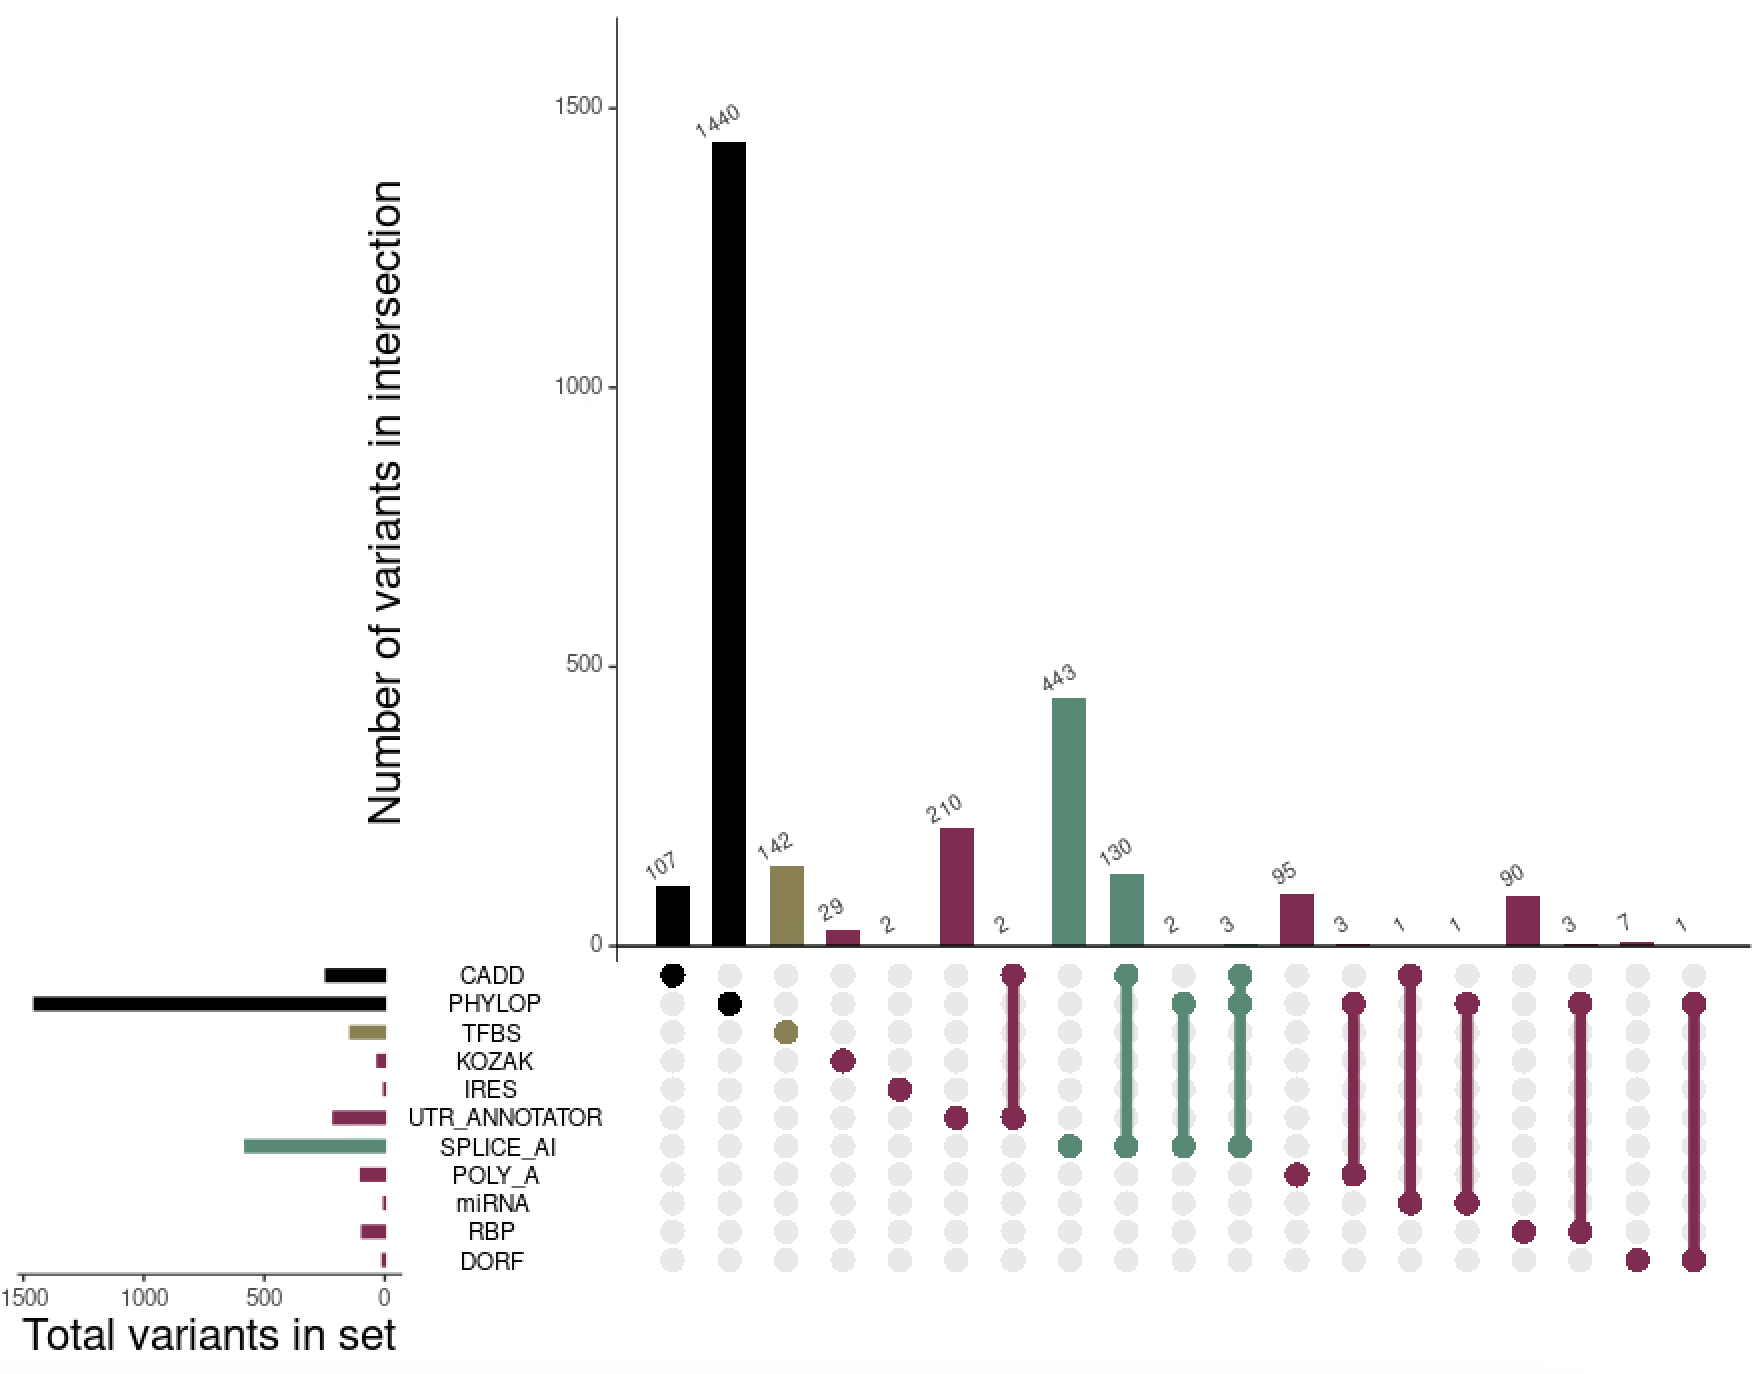 Number of variants in intersection
1500
1000
500
0
107
1440
142
29
2
210
2
443
130
2
3
95
3
1
1
90
3
7
1
CADD
PHYLOP
TFBS
KOZAK
IRES
UTR_ANNOTATOR
SPLICE_AI
POLY_A
miRNA
RBP
DORF
1500 1000 500 0
Total variants in set